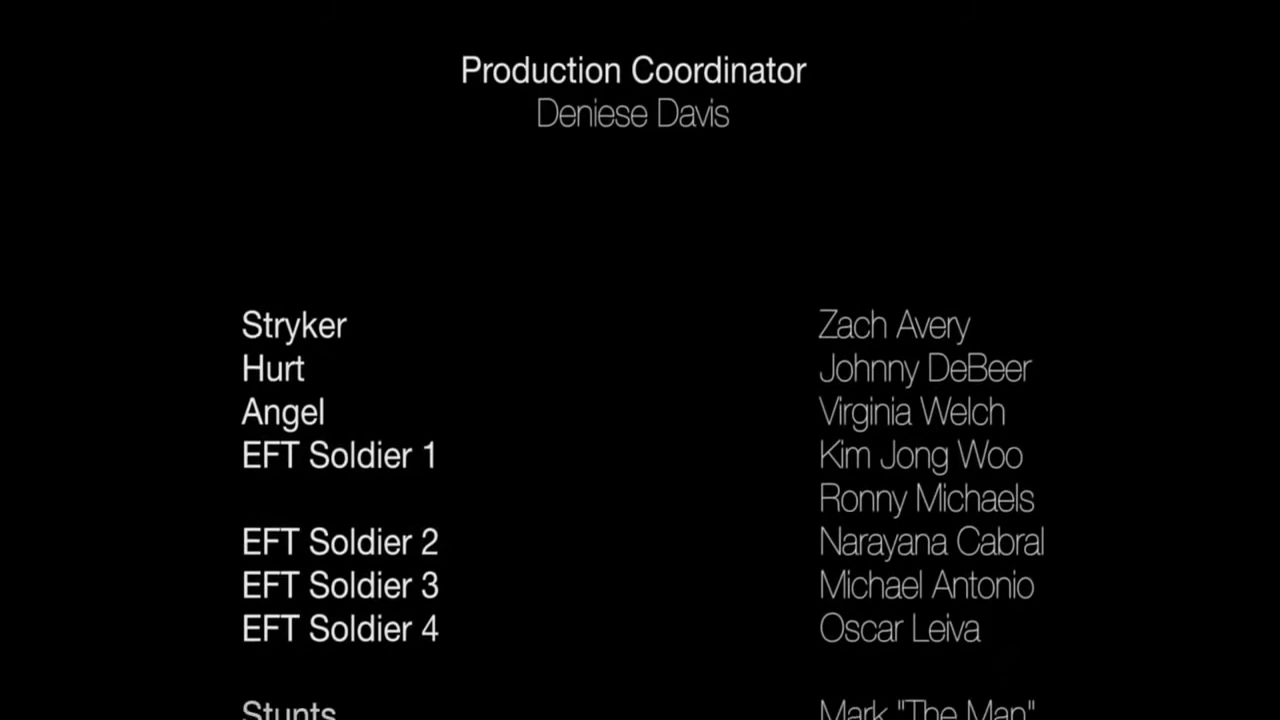 Production Coordinator
Deniese Davis
Stryker Zach Avery
Hurt Johnny DeBeer
Angel Virginia Welch
EFT Soldier 1 Kim Jong Woo
Ronny Michaels
EFT Soldier 2 Narayana Cabral
EFT Soldier 3 Michael Antonio
EFT Soldier 4 Oscar Leiva
Stunts Mark "The Man"